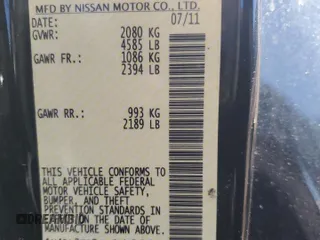 MFD BY NISSAN MOTOR CO., LTD.
DATE: 07/11
GVWR: 2080 KG
4585 LB
GAWR FR.: 1086 KG
2394 LB
GAWR RR.: 993 KG
2189 LB
THIS VEHICLE CONFORMS TO
ALL APPLICABLE FEDERAL
MOTOR VEHICLE SAFETY,
BUMPER, AND THEFT
PREVENTION STANDARDS IN
EFFECT ON THE DATE OF
MANUFACTURE SHOWN ABOVE.